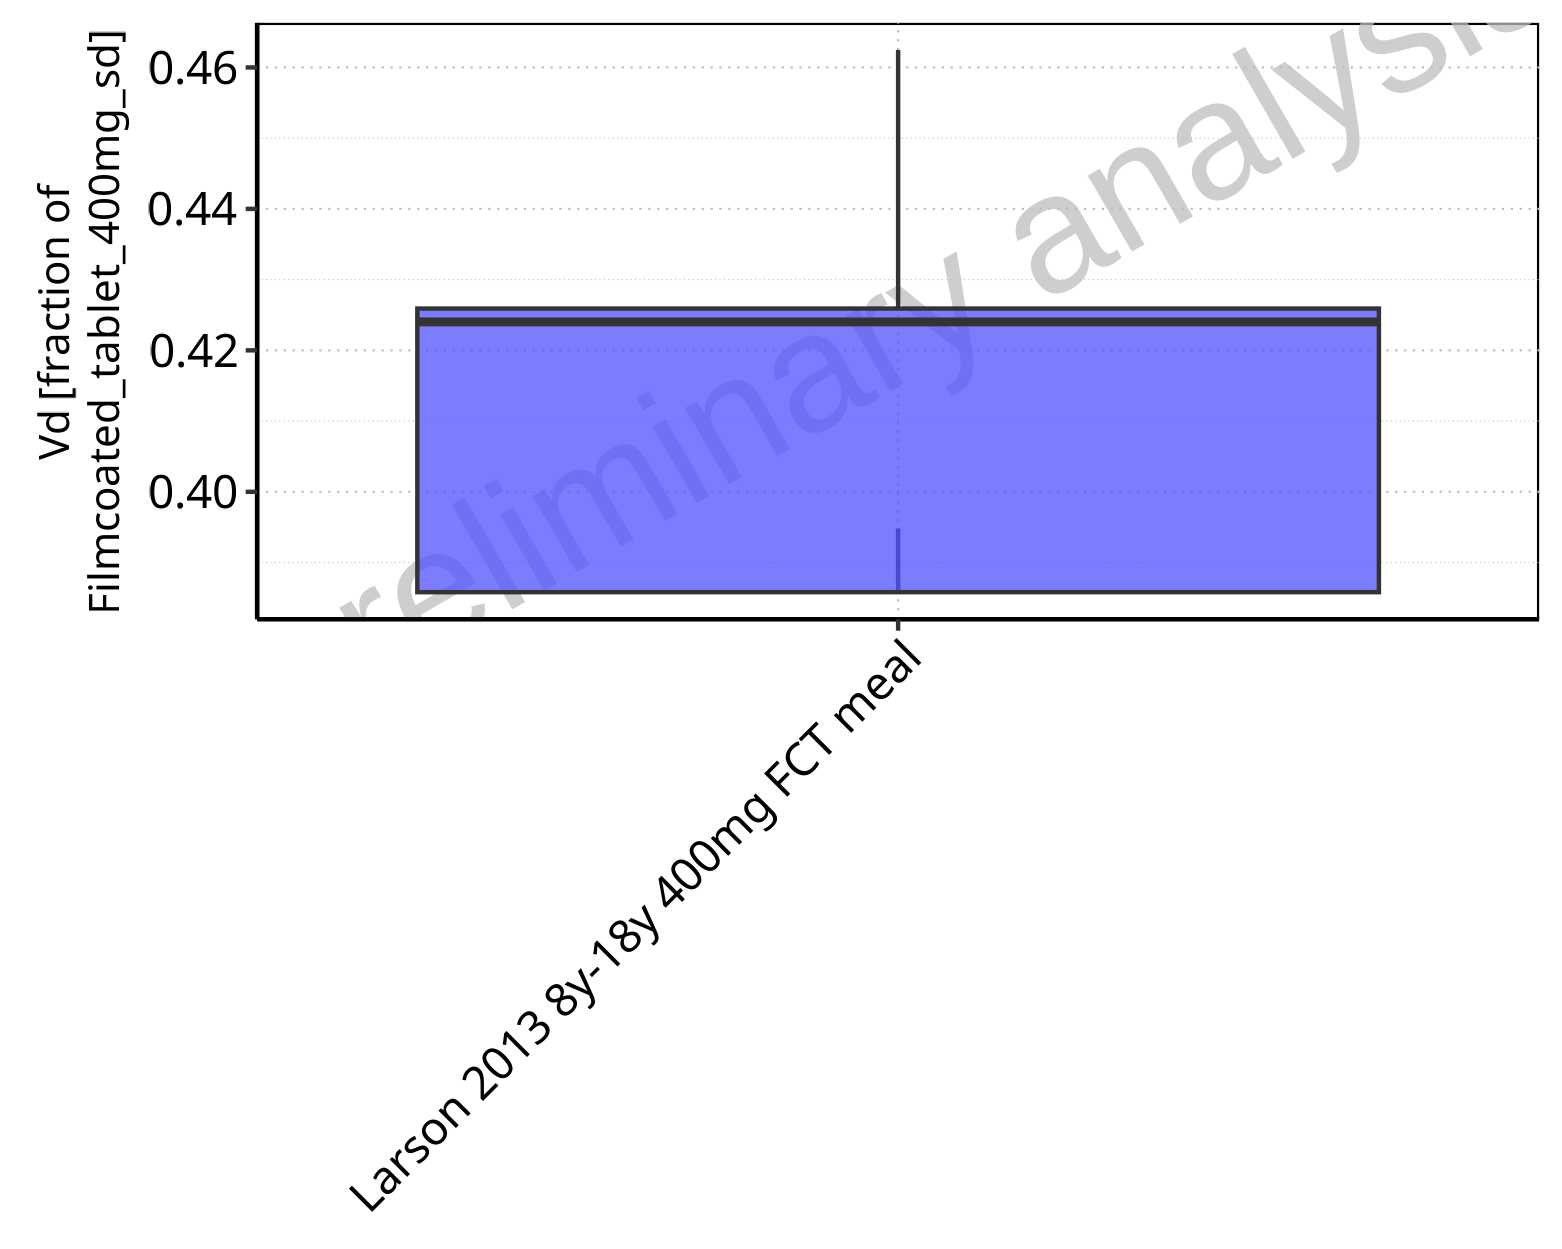 Vd [fraction of
Filmcoated_tablet_400mg_sd]
0.46
0.44
0.42
0.40
reliminary analysis
Larson 2013 8y-18y 400mg FCT meal